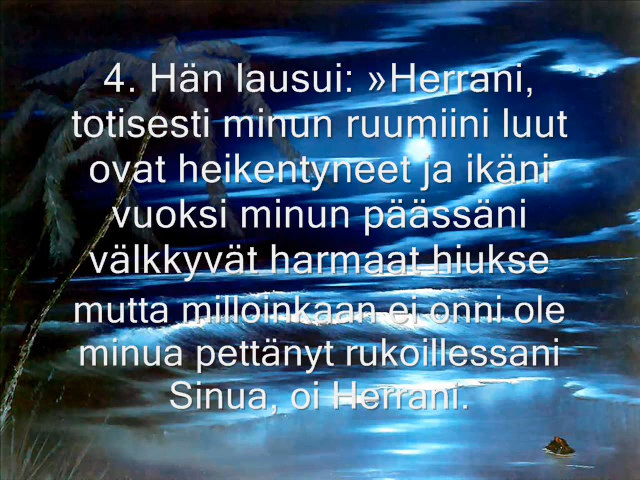 4. Hän lausui: »Herrani,
totisesti minun ruumiini luut
ovat heikentyneet ja ikäni
vuoksi minun päässäni
välkkyvät harmaat hiukse
mutta milloinkaan ei onni ole
minua pettänyt rukoillessani
Sinua, oi Herrani.